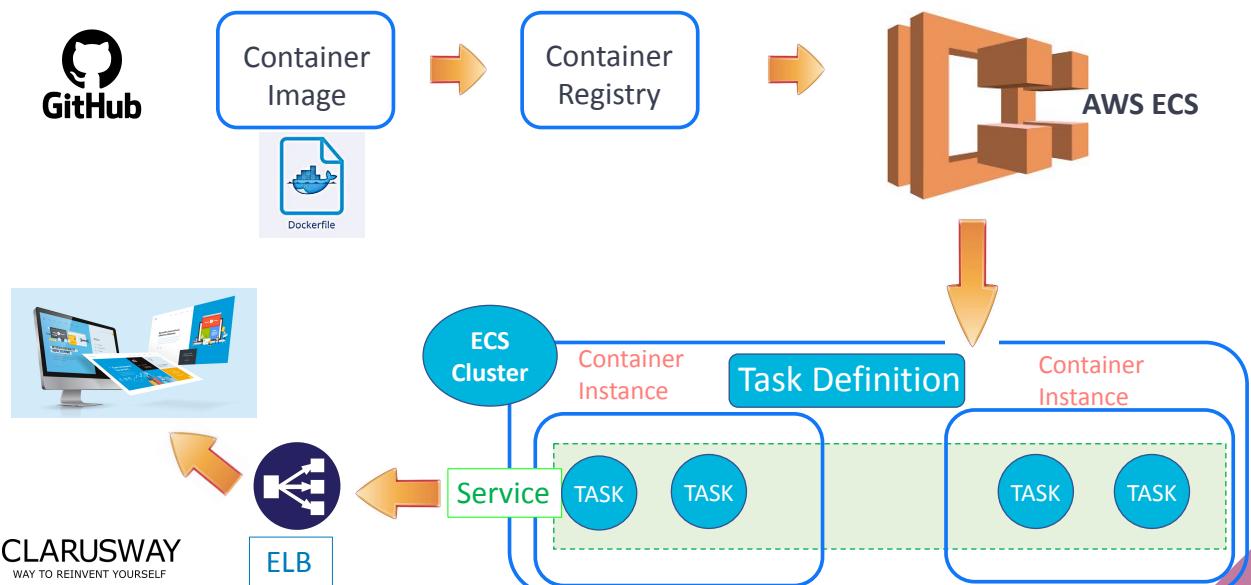 GitHub
Container
Image
Dockerfile
Container
Registry
AWS ECS
ECS
Cluster
Container
Instance
Task Definition
Container
Instance
Service
TASK
TASK
TASK
TASK
ELB
CLARUSWAY
WAY TO REINVENT YOURSELF